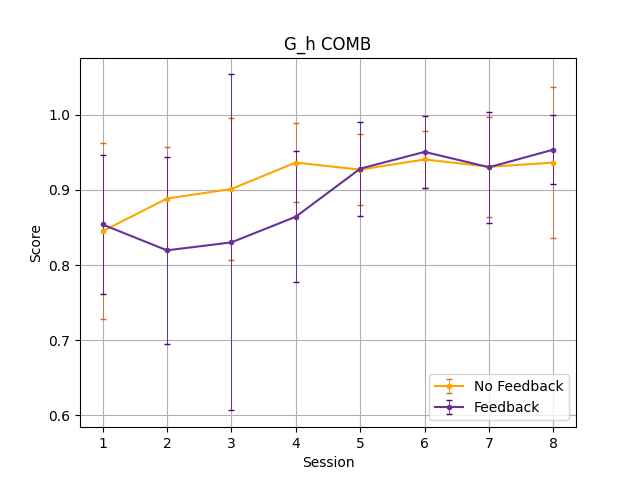 G_h COMB
Score
1.0
0.9
0.8
0.7
0.6
No Feedback
Feedback
1 2 3 4 5 6 7 8
Session